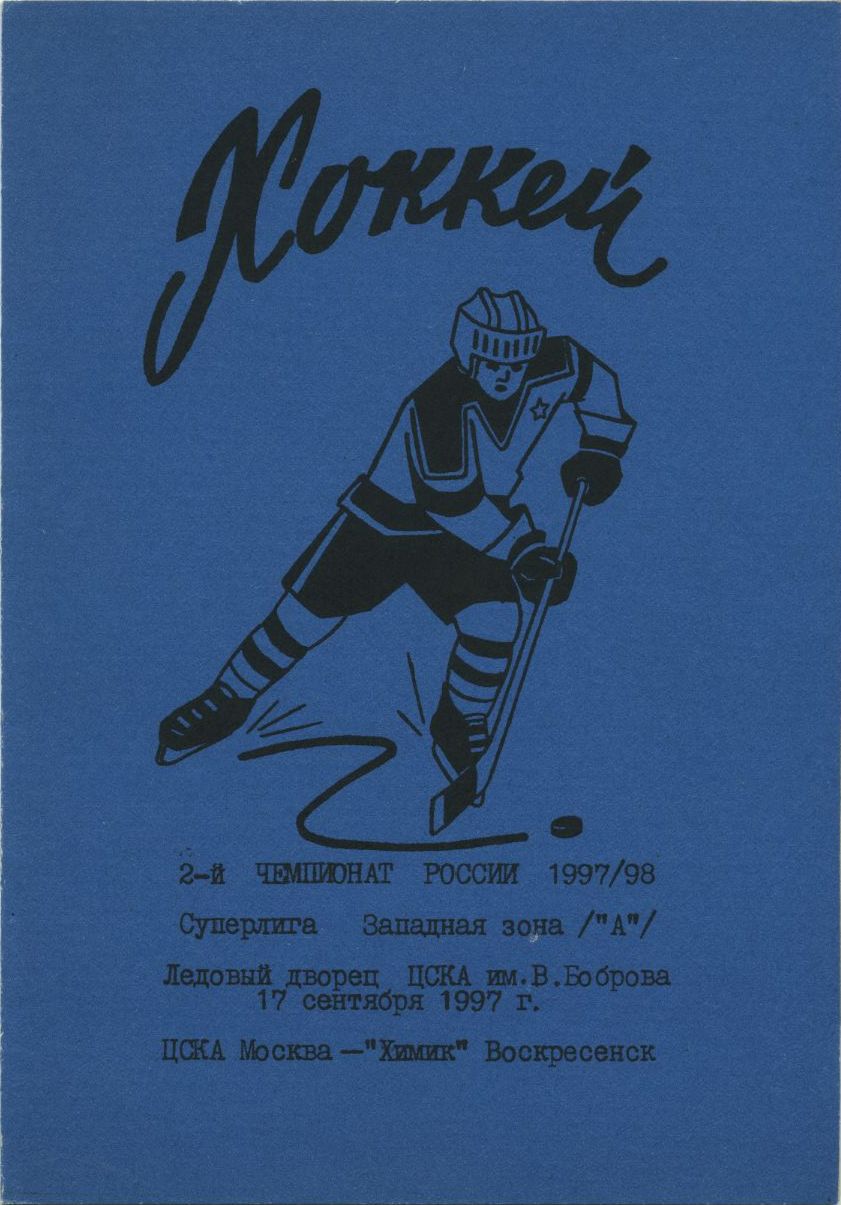 Хоккей
2-й ЧЕМПИОНАТ РОССИИ 1997/98
Суперлига Западная зона /"А"/
Ледовый дворец ЦСКА им.В.Боброва
17 сентября 1997 г.
ЦСКА Москва —"Химик" Воскресенск